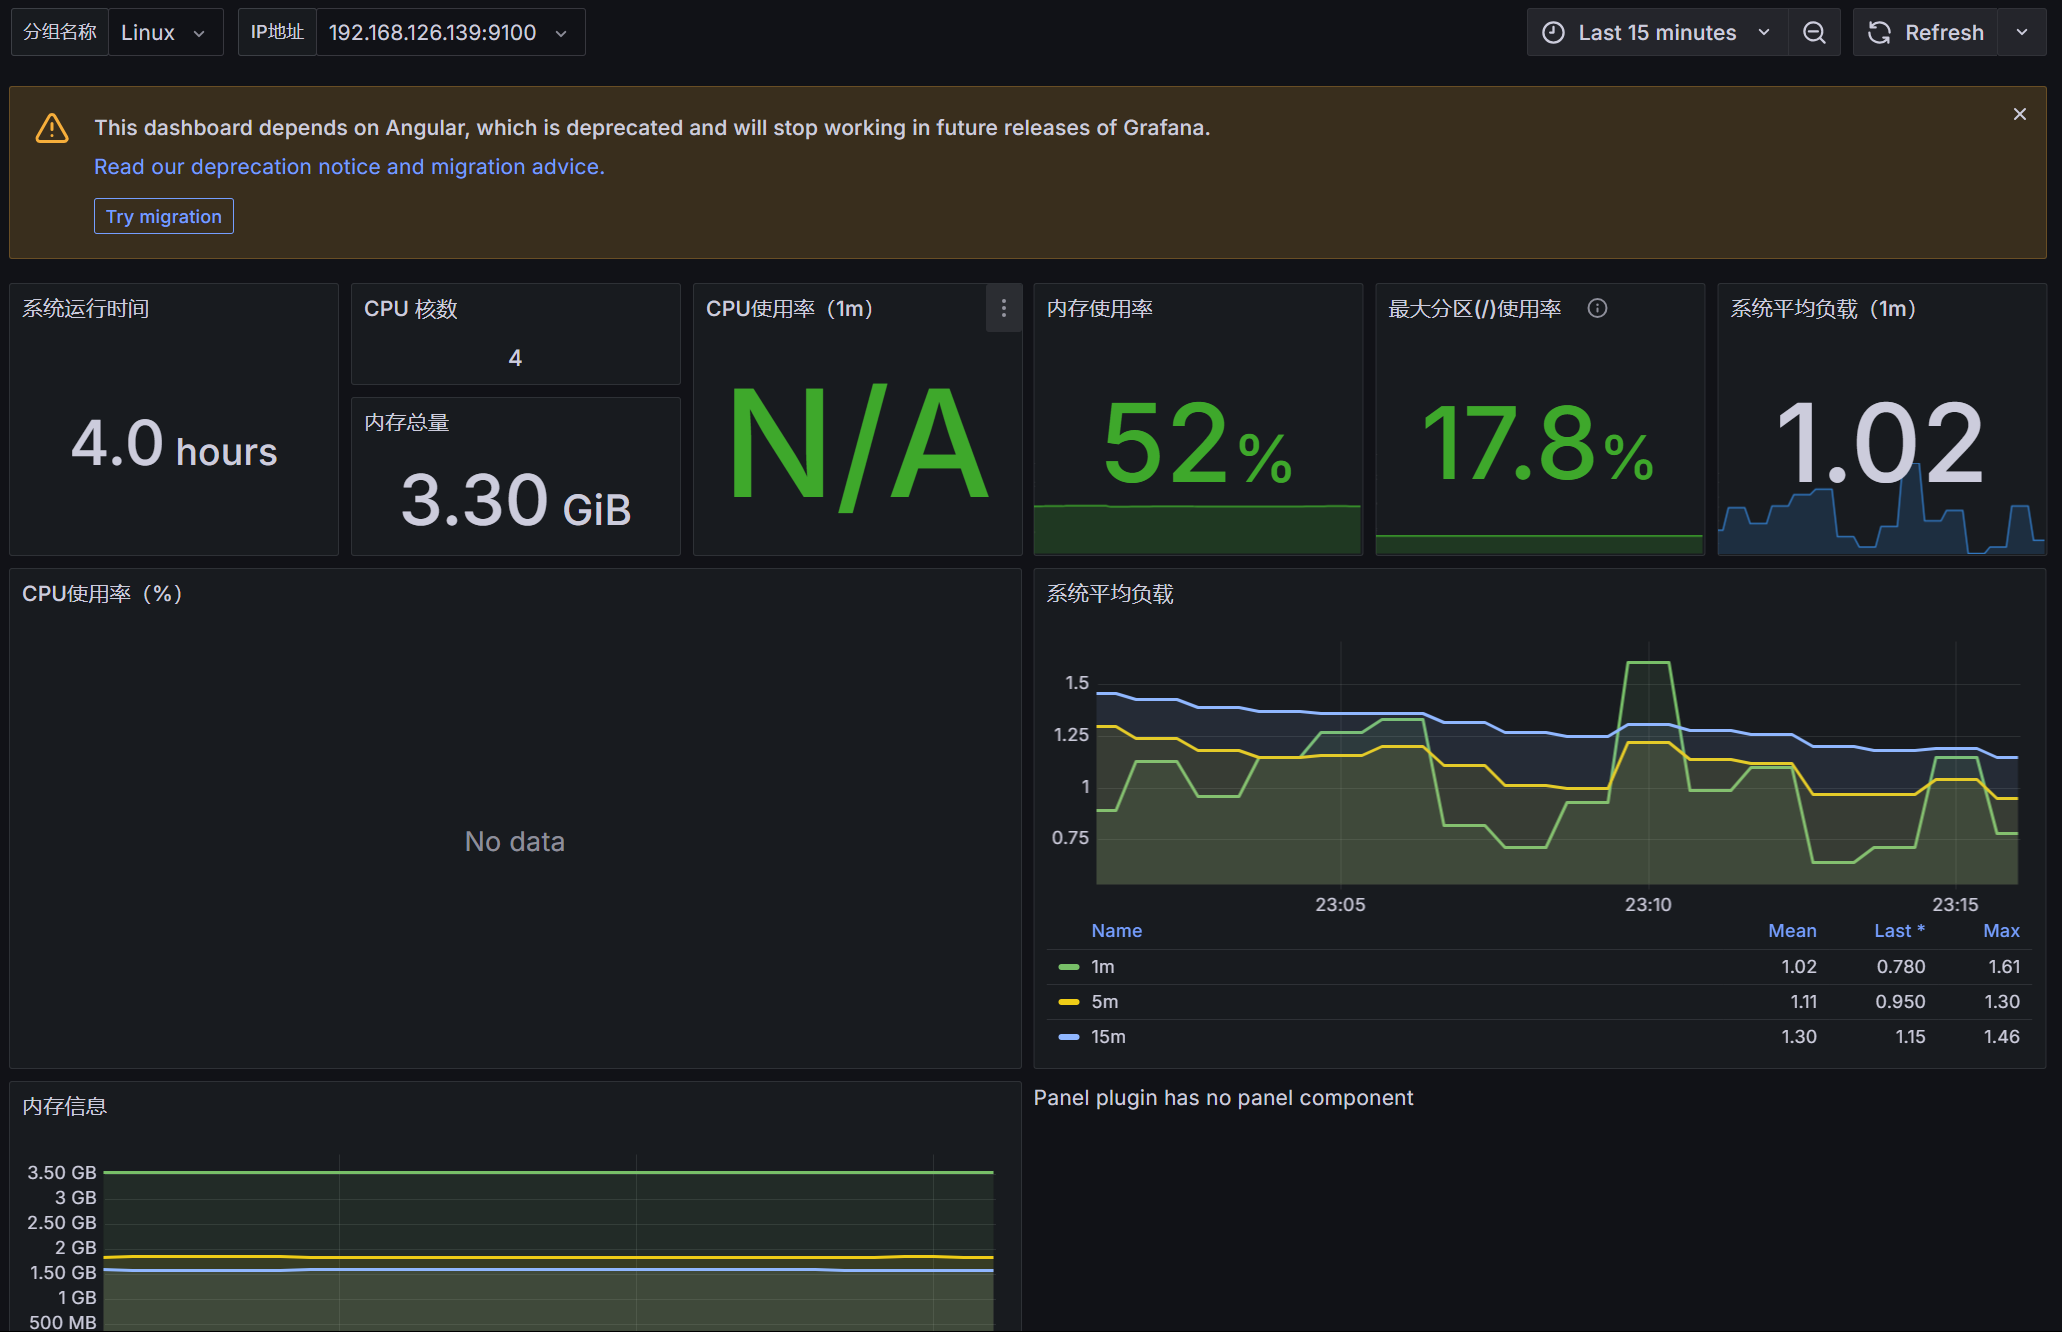 分组名称 Linux IP地址 192.168.126.139:9100 Last 15 minutes Refresh
This dashboard depends on Angular, which is deprecated and will stop working in future releases of Grafana.
Read our deprecation notice and migration advice.
Try migration
系统运行时间
4.0 hours
CPU 核数
4
内存总量
3.30 GiB
CPU使用率（1m）
N/A
内存使用率
52%
最大分区(/)使用率
17.8%
系统平均负载（1m）
1.02
CPU使用率（%）
No data
系统平均负载
1.5
1.25
1
0.75
23:05 23:10 23:15
Name Mean Last * Max
1m 1.02 0.780 1.61
5m 1.11 0.950 1.30
15m 1.30 1.15 1.46
内存信息
3.50 GB
3 GB
2.50 GB
2 GB
1.50 GB
1 GB
500 MB
Panel plugin has no panel component